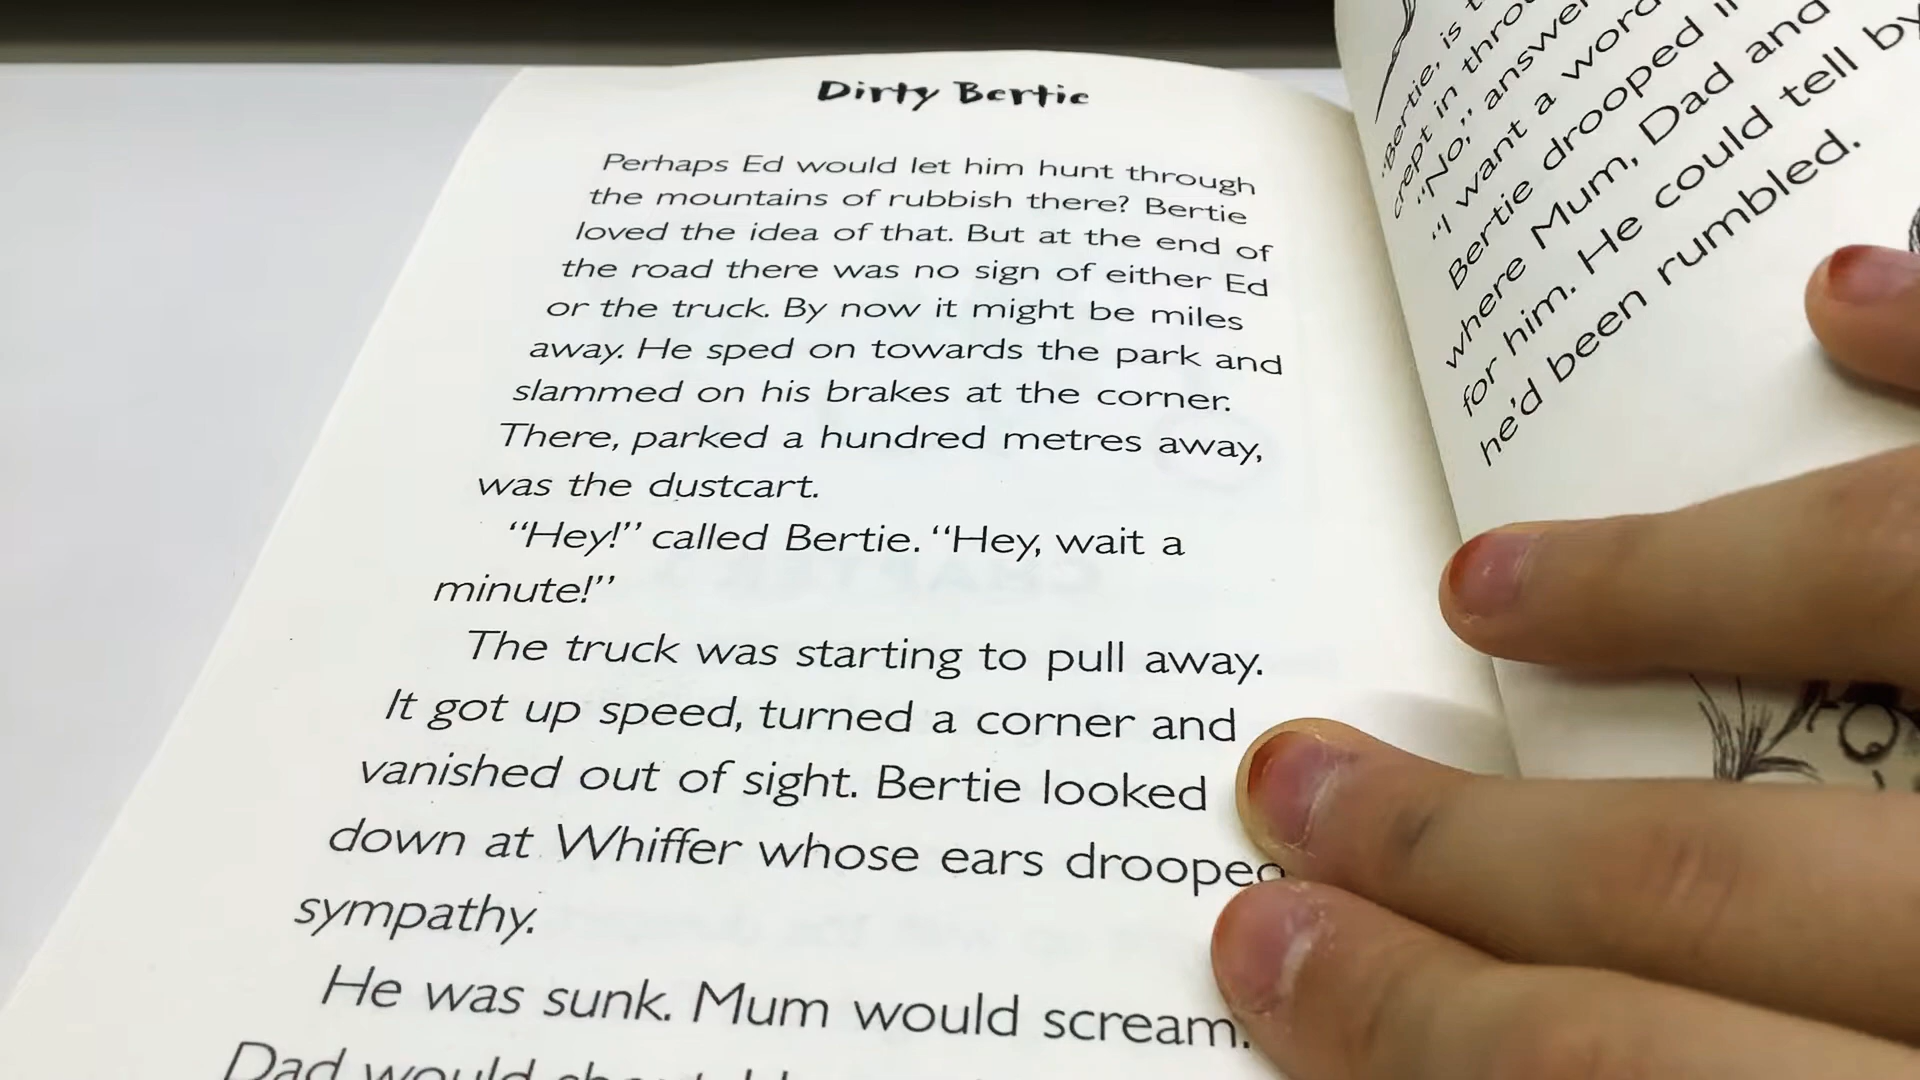 Dirty Bertie
Perhaps Ed would let him hunt through
the mountains of rubbish there? Bertie
loved the idea of that. But at the end of
the road there was no sign of either Ed
or the truck. By now it might be miles
away. He sped on towards the park and
slammed on his brakes at the corner.
There, parked a hundred metres away,
was the dustcart.
“Hey!” called Bertie. “Hey, wait a
minute!”
The truck was starting to pull away.
It got up speed, turned a corner and
vanished out of sight. Bertie looked
down at Whiffer whose ears drooped
sympathy.
He was sunk. Mum would scream.
Dad would
“Bertie, is
crept in
“No,” answer
“I want a word
Bertie drooped
where Mum, Dad and
for him. He could tell by
he'd been rumbled.